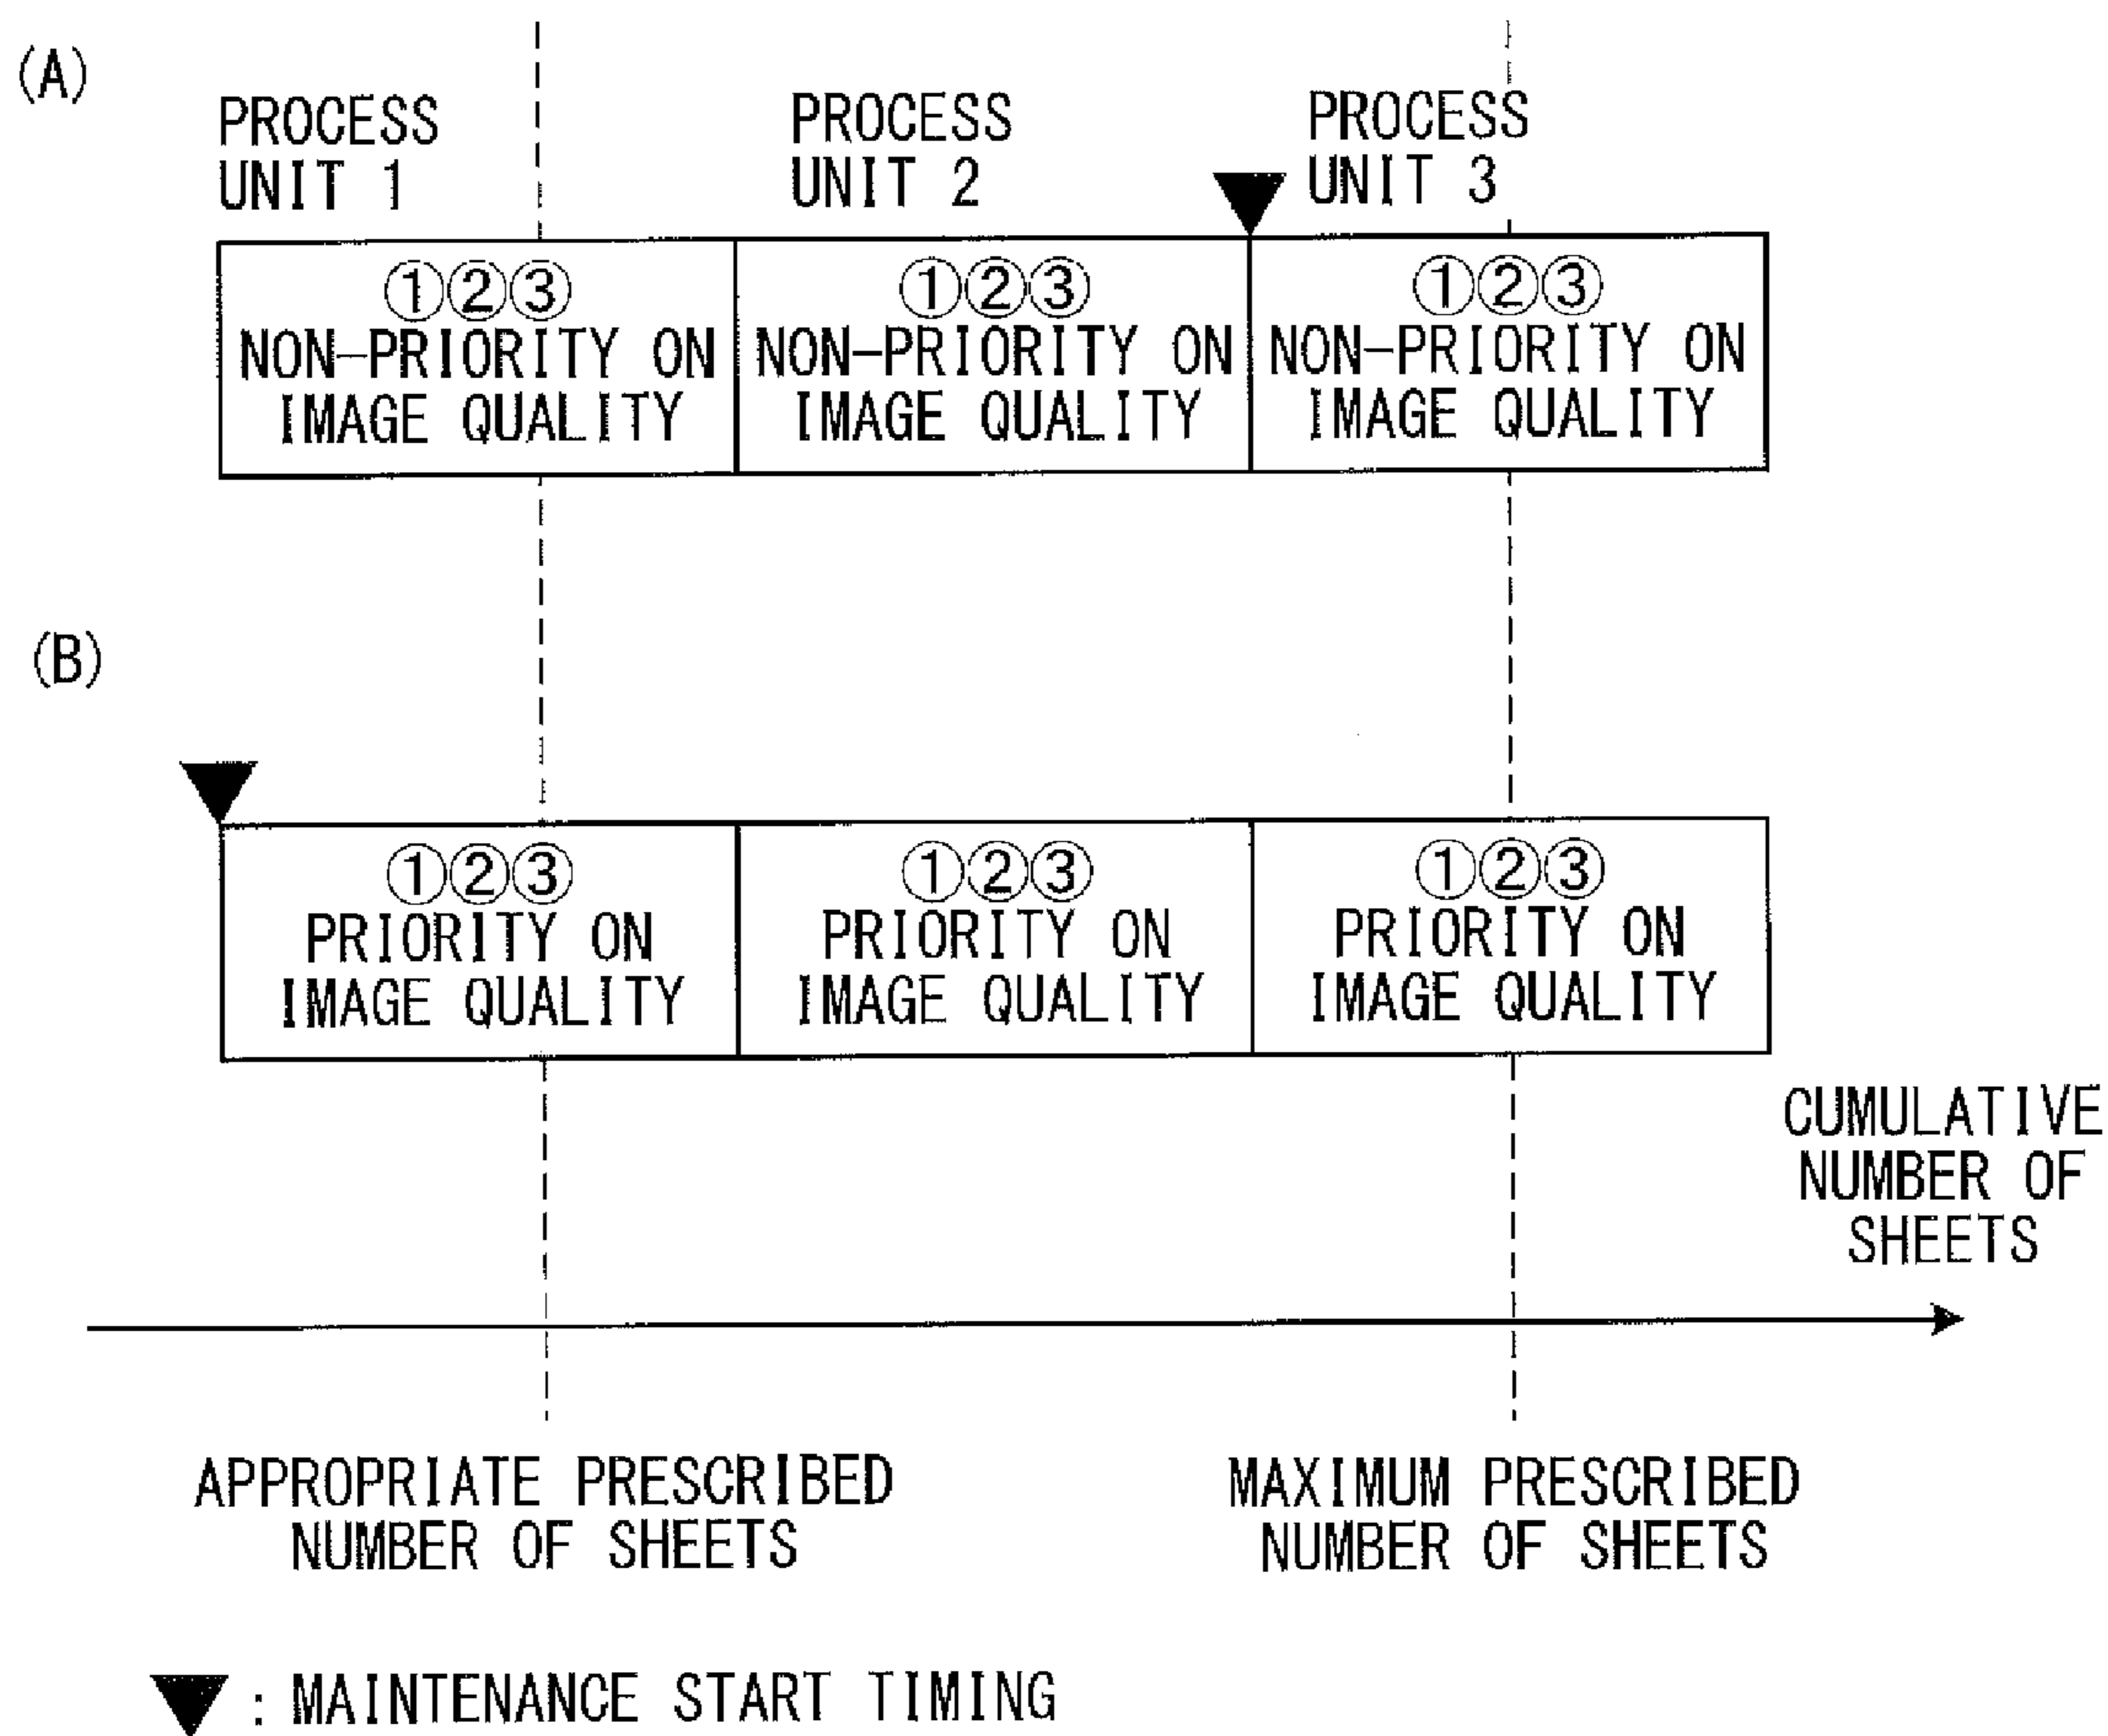 (A)
PROCESS UNIT 1
PROCESS UNIT 2
PROCESS UNIT 3
①②③
NON-PRIORITY ON
IMAGE QUALITY
①②③
NON-PRIORITY ON
IMAGE QUALITY
①②③
NON-PRIORITY ON
IMAGE QUALITY
(B)
①②③
PRIORITY ON
IMAGE QUALITY
①②③
PRIORITY ON
IMAGE QUALITY
①②③
PRIORITY ON
IMAGE QUALITY
CUMULATIVE
NUMBER OF
SHEETS
APPROPRIATE PRESCRIBED
NUMBER OF SHEETS
MAXIMUM PRESCRIBED
NUMBER OF SHEETS
▼ : MAINTENANCE START TIMING